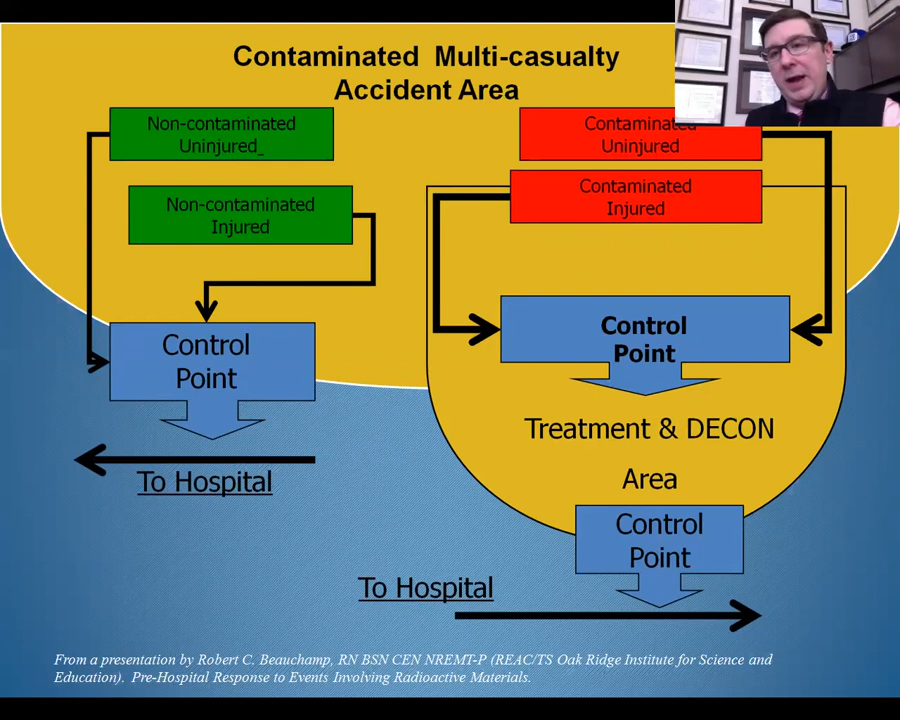 Contaminated Multi-casualty
Accident Area
Non-contaminated
Uninjured_
Contaminated
Uninjured
Non-contaminated
Injured
Contaminated
Injured
Control
Point
Control
Point
Treatment & DECON
Area
To Hospital
Control
Point
To Hospital
From a presentation by Robert C. Beauchamp, RN BSN CEN NREMT-P (REAC/TS Oak Ridge Institute for Science and
Education). Pre-Hospital Response to Events Involving Radioactive Materials.